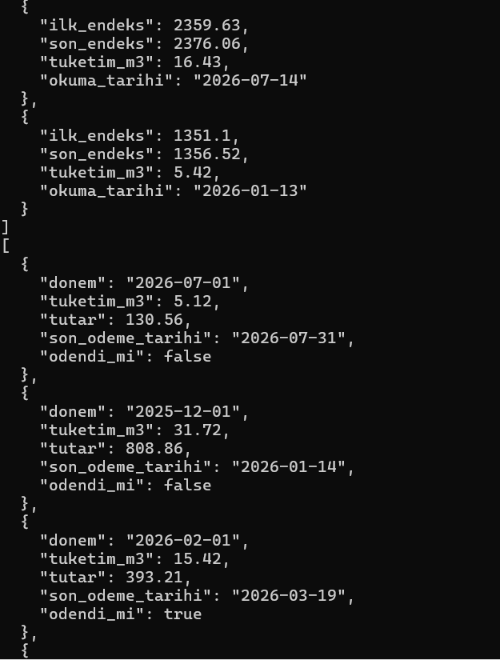 {
"ilk_endeks": 2359.63,
"son_endeks": 2376.06,
"tuketim_m3": 16.43,
"okuma_tarihi": "2026-07-14"
},
{
"ilk_endeks": 1351.1,
"son_endeks": 1356.52,
"tuketim_m3": 5.42,
"okuma_tarihi": "2026-01-13"
}
]
[
{
"donem": "2026-07-01",
"tuketim_m3": 5.12,
"tutar": 130.56,
"son_odeme_tarihi": "2026-07-31",
"odendi_mi": false
},
{
"donem": "2025-12-01",
"tuketim_m3": 31.72,
"tutar": 808.86,
"son_odeme_tarihi": "2026-01-14",
"odendi_mi": false
},
{
"donem": "2026-02-01",
"tuketim_m3": 15.42,
"tutar": 393.21,
"son_odeme_tarihi": "2026-03-19",
"odendi_mi": true
},
{